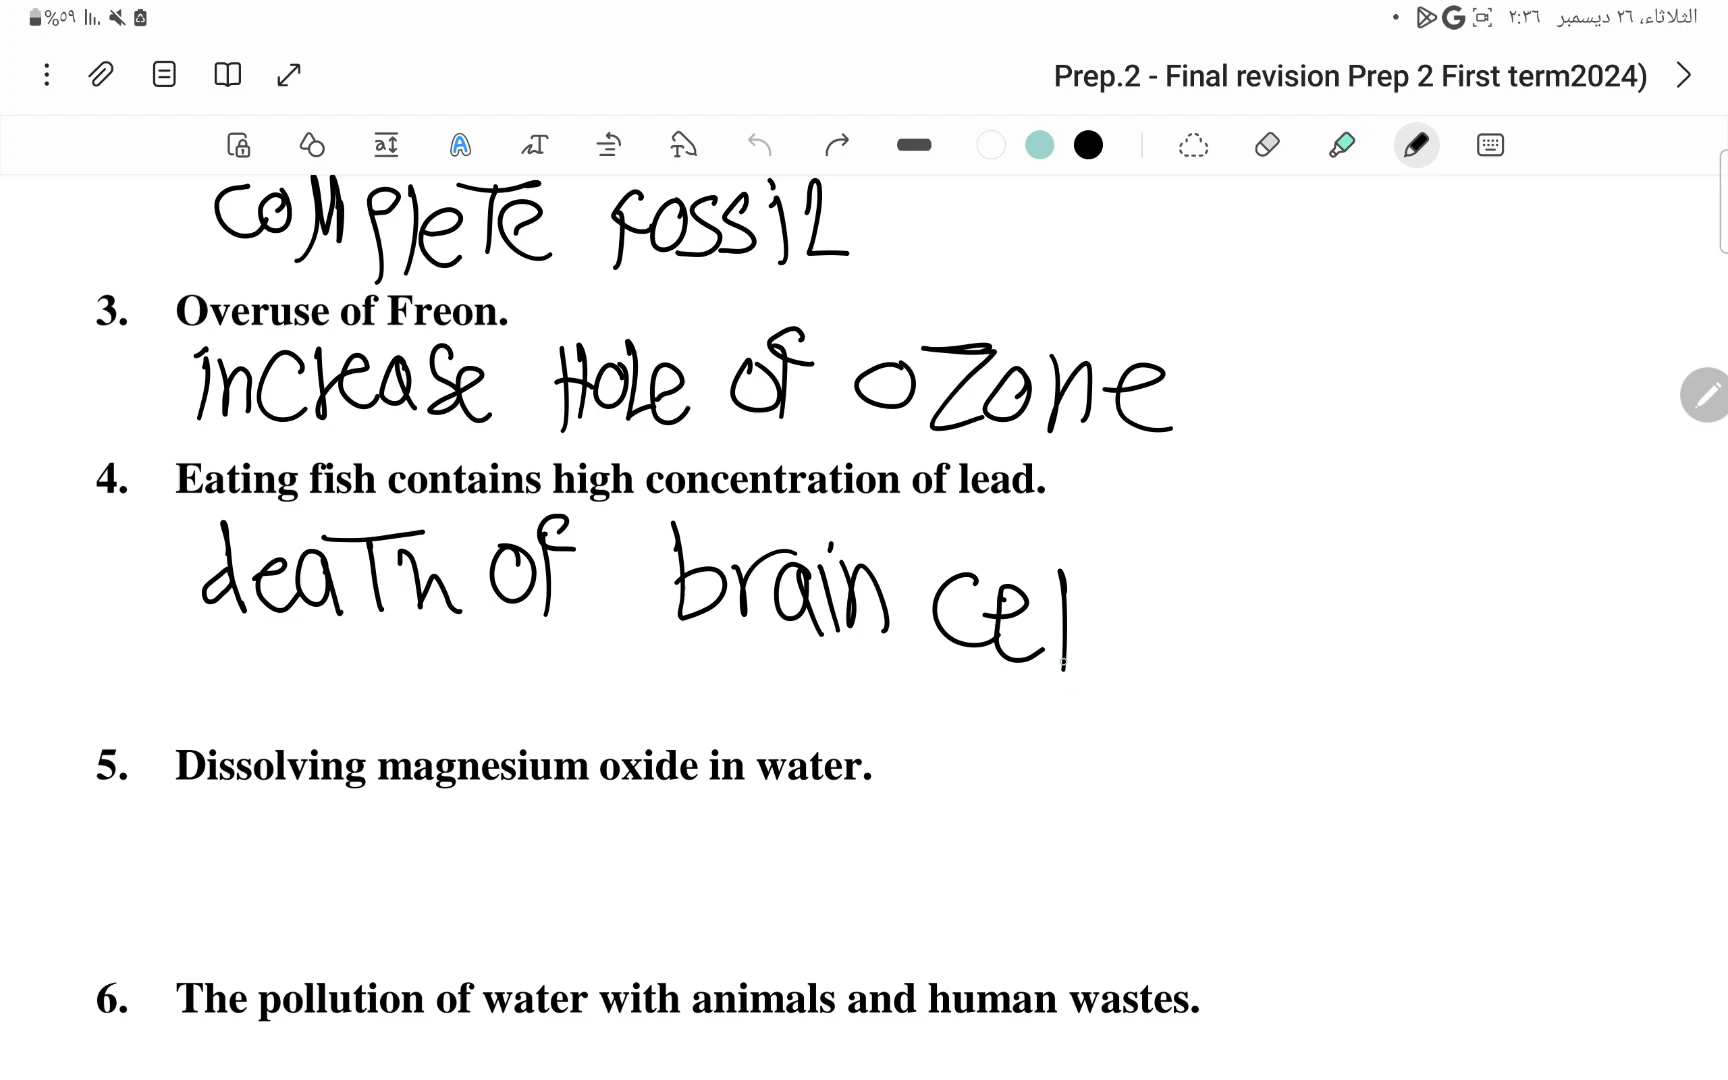 %٥٩ الثلاثاء، ٢٦ ديسمبر ٢:٣٦
Prep.2 - Final revision Prep 2 First term2024)
complete fossil
3. Overuse of Freon.
increase Hole of ozone
4. Eating fish contains high concentration of lead.
death of brain cel
5. Dissolving magnesium oxide in water.
6. The pollution of water with animals and human wastes.